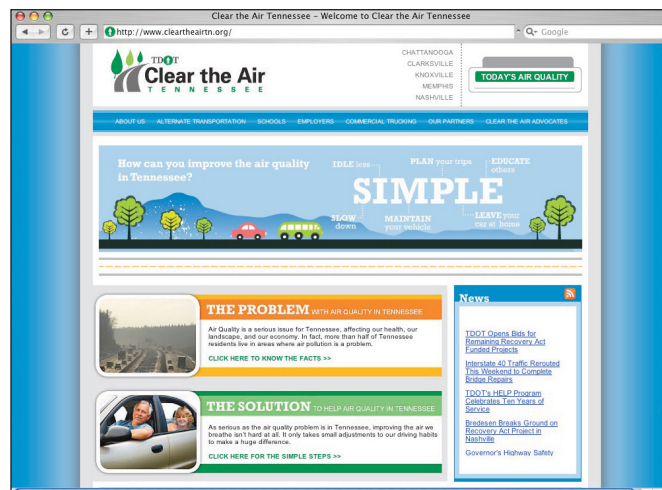 Clear the Air Tennessee – Welcome to Clear the Air Tennessee
http://www.cleartheairtn.org/
Google
TDOT
Clear the Air
TENNESSEE
CHATTANOOGA
CLARKSVILLE
KNOXVILLE
MEMPHIS
NASHVILLE
TODAY'S AIR QUALITY
ABOUT US ALTERNATE TRANSPORTATION SCHOOLS EMPLOYERS COMMERCIAL TRUCKING OUR PARTNERS CLEAR THE AIR ADVOCATES
How can you improve the air quality
in Tennessee?
IDLE less
PLAN your trips
EDUCATE
others
SIMPLE
SLOW
down
MAINTAIN
your vehicle
LEAVE your
car at home
THE PROBLEM WITH AIR QUALITY IN TENNESSEE
Air Quality is a serious issue for Tennessee, affecting our health, our
landscape, and our economy. In fact, more than half of Tennessee
residents live in areas where air pollution is a problem.
CLICK HERE TO KNOW THE FACTS >>
THE SOLUTION TO HELP AIR QUALITY IN TENNESSEE
As serious as the air quality problem is in Tennessee, improving the air we
breathe isn't hard at all. It only takes small adjustments to our driving habits
to make a huge difference.
CLICK HERE FOR THE SIMPLE STEPS >>
News
TDOT Opens Bids for
Remaining Recovery Act
Funded Projects
Interstate 40 Traffic Rerouted
This Weekend to Complete
Bridge Repairs
TDOT's HELP Program
Celebrates Ten Years of
Service
Bredesen Breaks Ground on
Recovery Act Project in
Nashville
Governor's Highway Safety